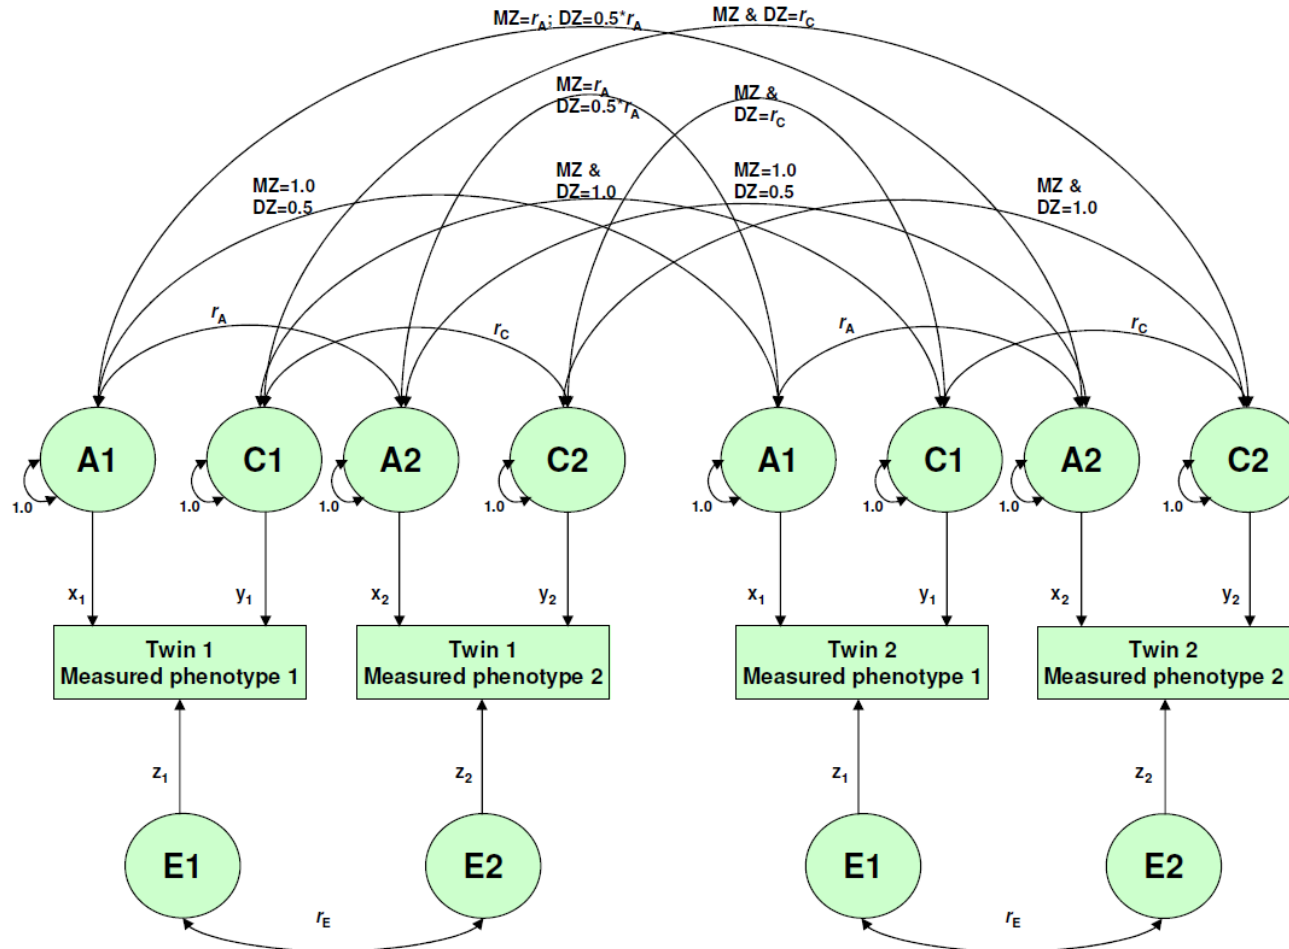 MZ=rA; DZ=0.5*rA
MZ & DZ=rC
MZ=rA
DZ=0.5*rA
MZ &
DZ=rC
MZ=1.0
DZ=0.5
MZ &
DZ=1.0
MZ=1.0
DZ=0.5
MZ &
DZ=1.0
rA
rC
rA
rC
A1
C1
A2
C2
A1
C1
A2
C2
1.0
1.0
1.0
1.0
1.0
1.0
1.0
1.0
x1
y1
x2
y2
x1
y1
x2
y2
Twin 1
Measured phenotype 1
Twin 1
Measured phenotype 2
Twin 2
Measured phenotype 1
Twin 2
Measured phenotype 2
z1
z2
z1
z2
E1
E2
E1
E2
rE
rE